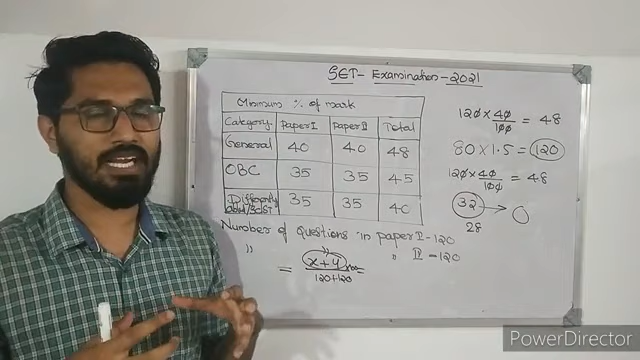 SET- Examination-2021
Minimum % of mark
Category Paper I Paper II Total
General 40 40 48
OBC 35 35 45
Differently abled/SC/ST 35 35 40
Number of questions in paper I - 120
" " II = 120
= x+y/120+120 =
120 × 40/100 = 48
80 × 1.5 = 120
120 × 40/100 = 48
32 → 0
28
PowerDirector